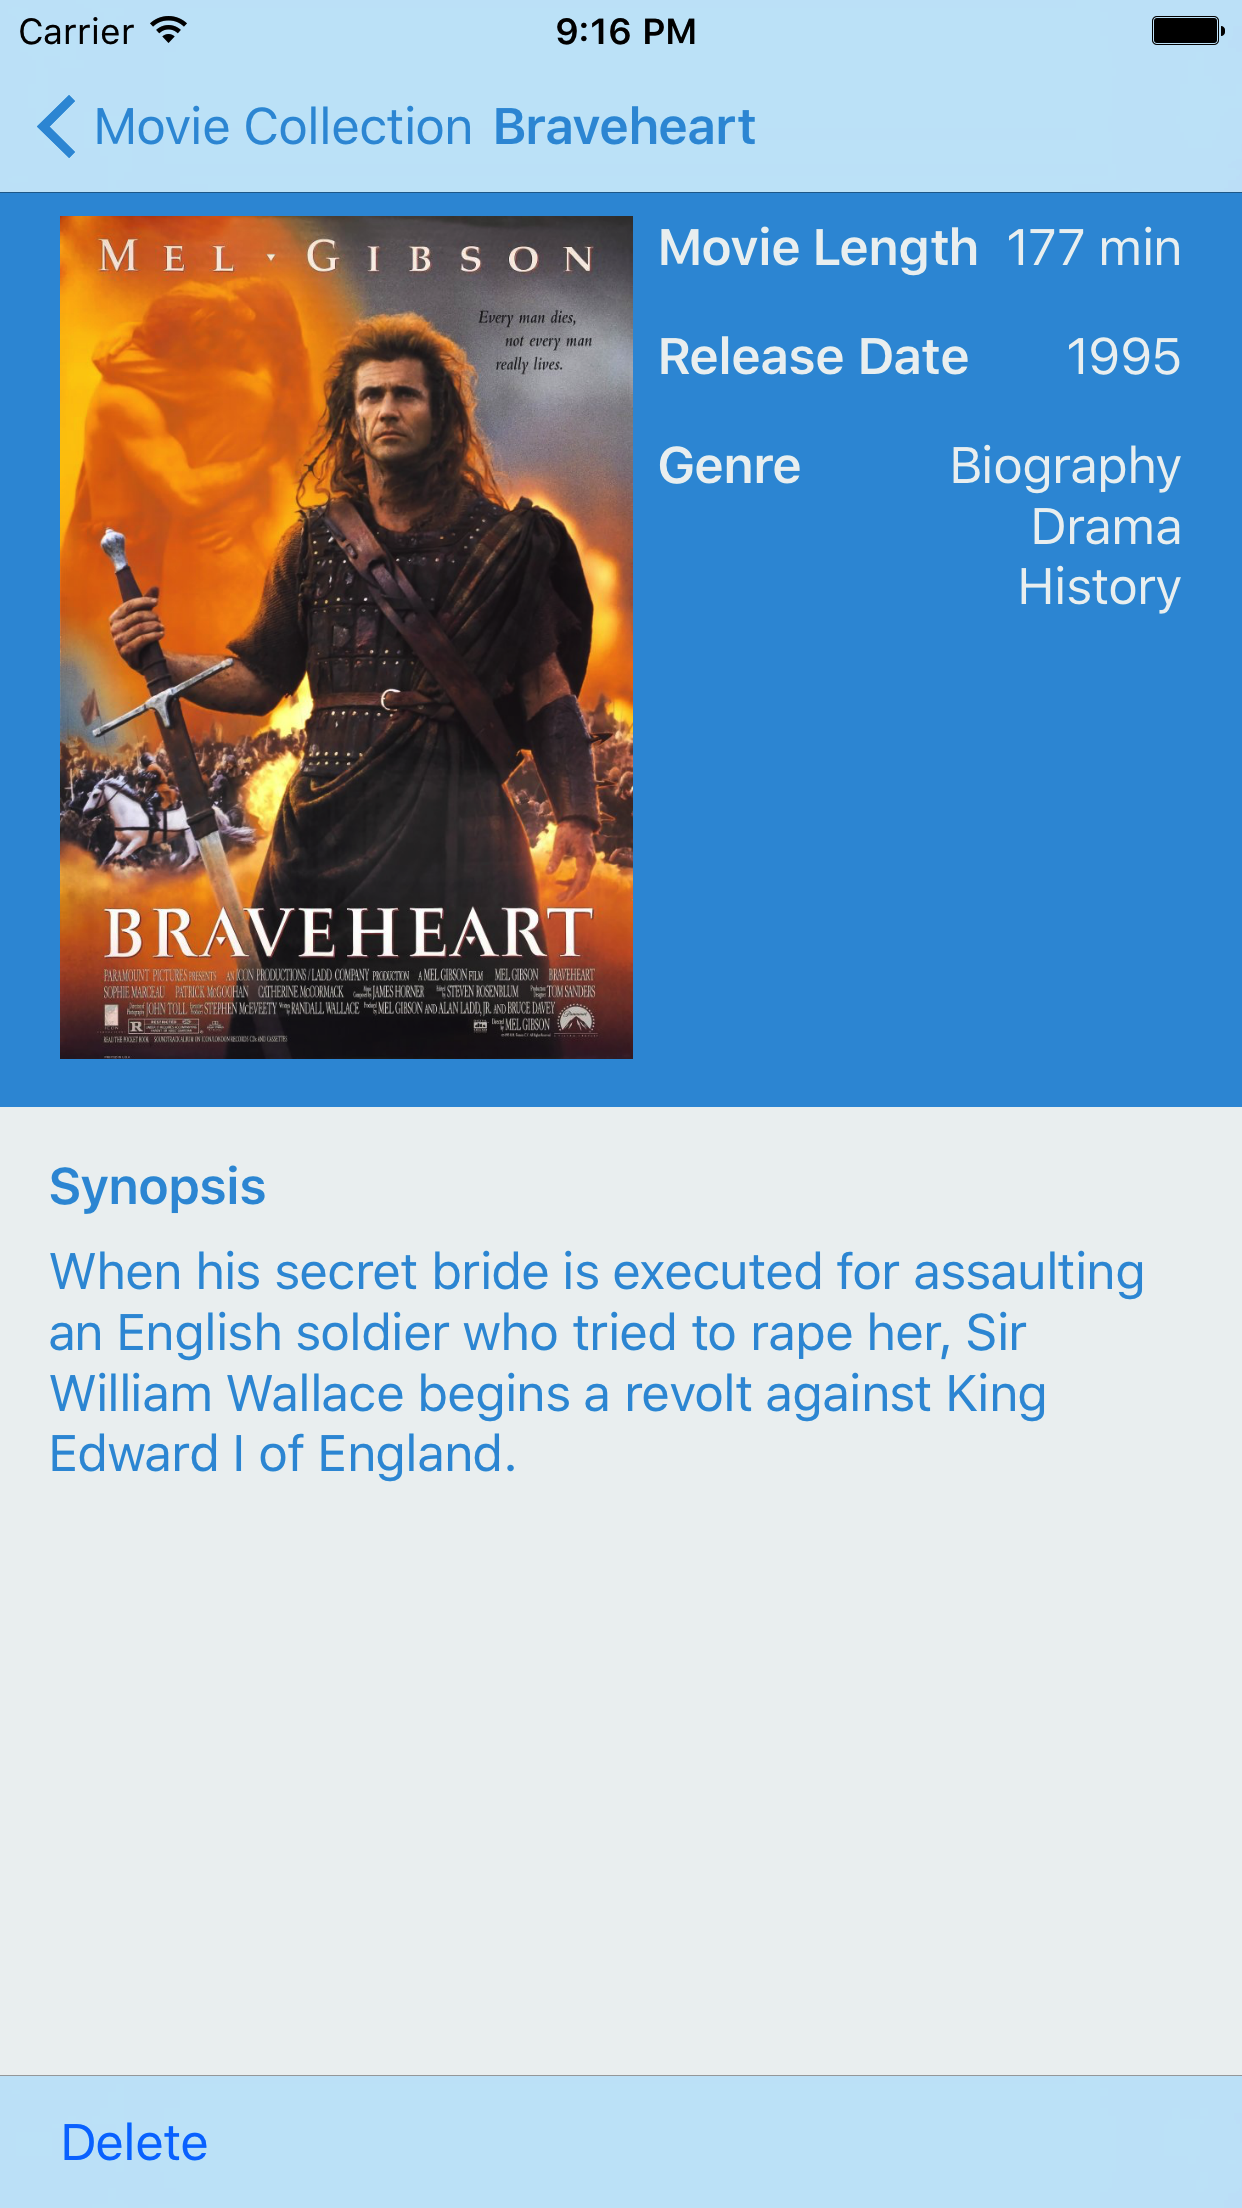 Carrier
9:16 PM
Movie Collection
Braveheart
MEL · GIBSON
Every man dies,
not every man
really lives.
BRAVEHEART
PARAMOUNT PICTURES PRESENTS AN ICON PRODUCTIONS / LADD COMPANY PRODUCTION A MEL GIBSON FILM MEL GIBSON BRAVEHEART
SOPHIE MARCEAU PATRICK McGOOHAN CATHERINE McCORMACK JAMES HORNER STEVEN ROSENBLUM TOM SANDERS
JOHN TOLL STEPHEN McEVEETY RANDALL WALLACE MEL GIBSON AND ALAN LADD, JR. AND BRUCE DAVEY
R RESTRICTED MEL GIBSON
Movie Length 177 min
Release Date 1995
Genre Biography
Drama
History
Synopsis
When his secret bride is executed for assaulting
an English soldier who tried to rape her, Sir
William Wallace begins a revolt against King
Edward I of England.
Delete